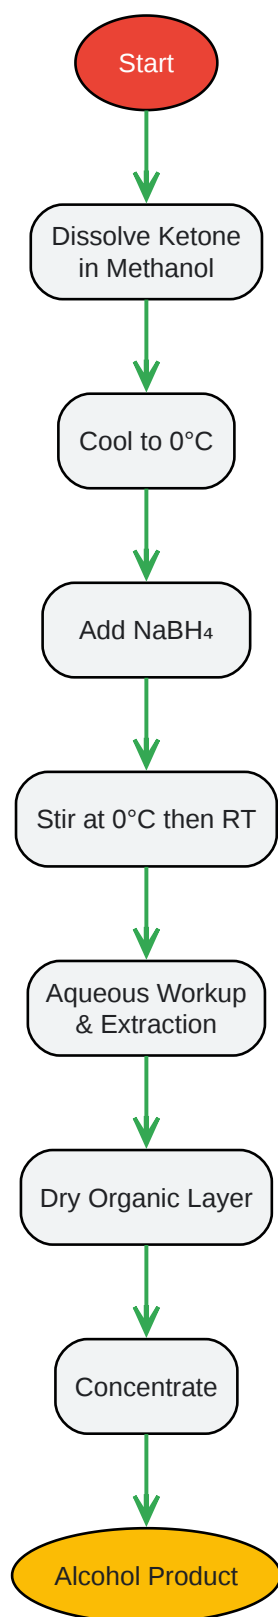 Start
Dissolve Ketone
in Methanol
Cool to 0°C
Add NaBH₄
Stir at 0°C then RT
Aqueous Workup
& Extraction
Dry Organic Layer
Concentrate
Alcohol Product